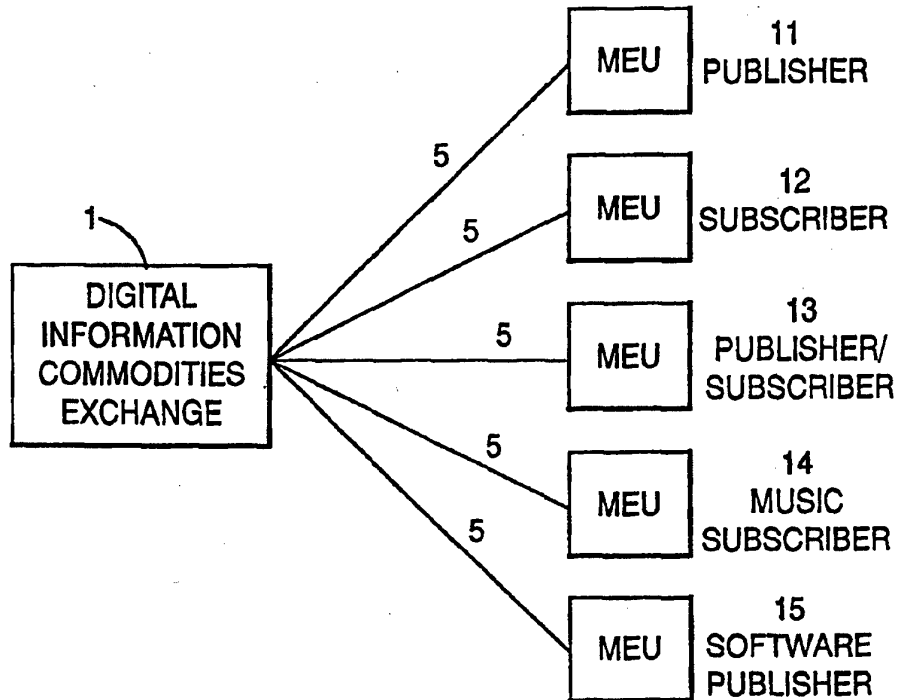 11
MEU
PUBLISHER
5
12
MEU
SUBSCRIBER
5
1
DIGITAL
INFORMATION
COMMODITIES
EXCHANGE
5
13
MEU
PUBLISHER/
SUBSCRIBER
5
14
MEU
MUSIC
SUBSCRIBER
5
15
MEU
SOFTWARE
PUBLISHER